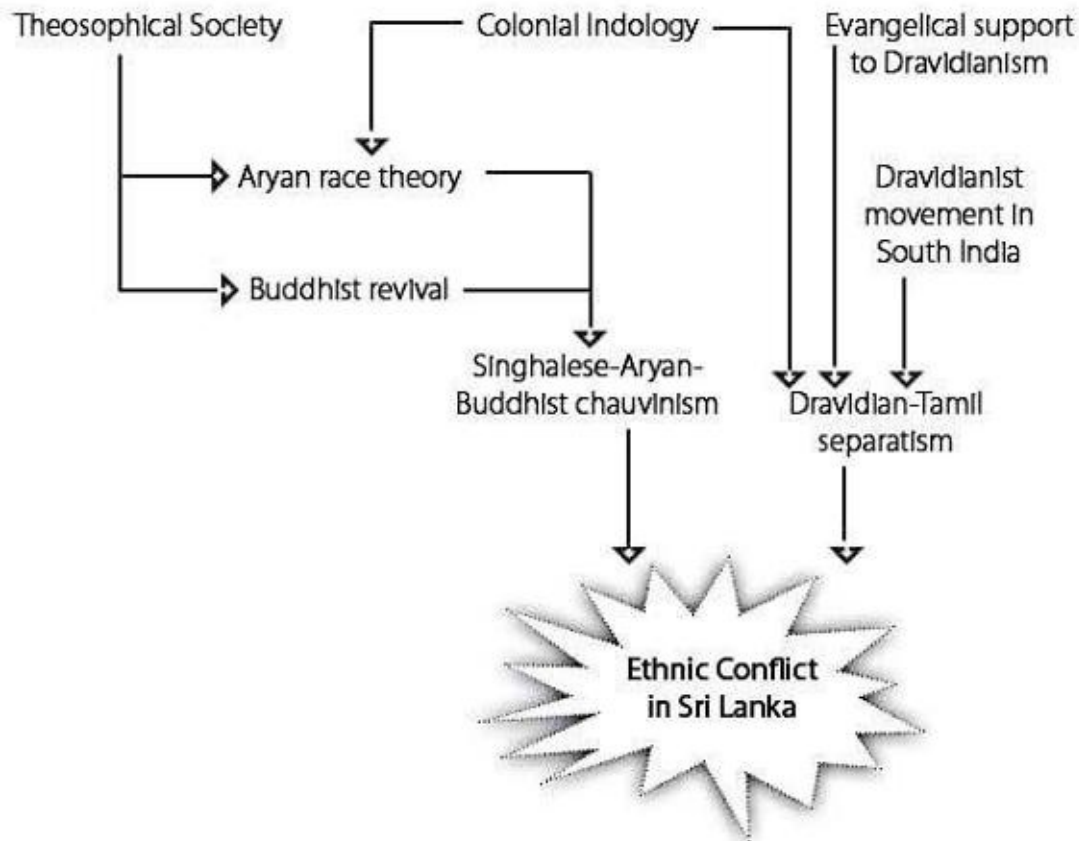 Theosophical Society
Colonial Indology
Evangelical support
to Dravidianism
Aryan race theory
Dravidianist
movement in
South India
Buddhist revival
Singhalese-Aryan-
Buddhist chauvinism
Dravidian-Tamil
separatism
Ethnic Conflict
in Sri Lanka